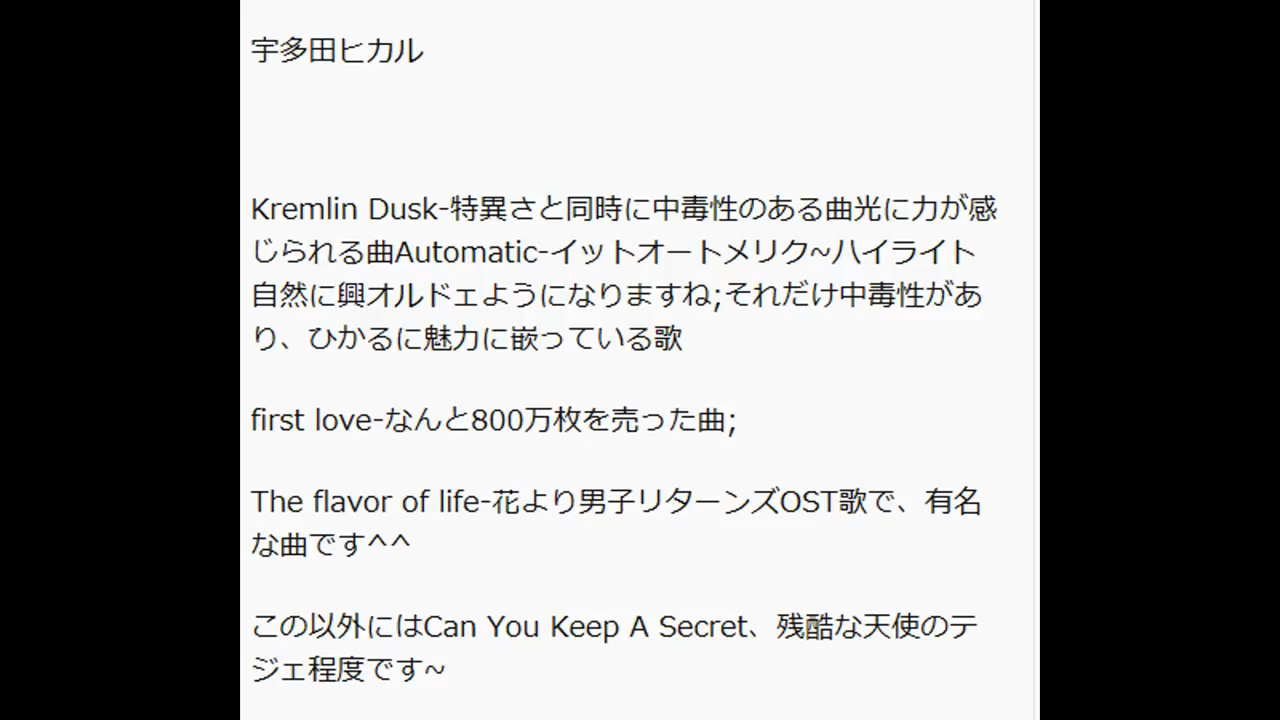 宇多田ヒカル
Kremlin Dusk-特異さと同時に中毒性のある曲光に力が感
じられる曲Automatic-イットオートメリク~ハイライト
自然に興オルドェようになりますね;それだけ中毒性があ
り、ひかるに魅力に嵌っている歌
first love-なんと800万枚を売った曲;
The flavor of life-花より男子リターンズOST歌で、有名
な曲です^^
この以外にはCan You Keep A Secret、残酷な天使のテ
ジェ程度です~